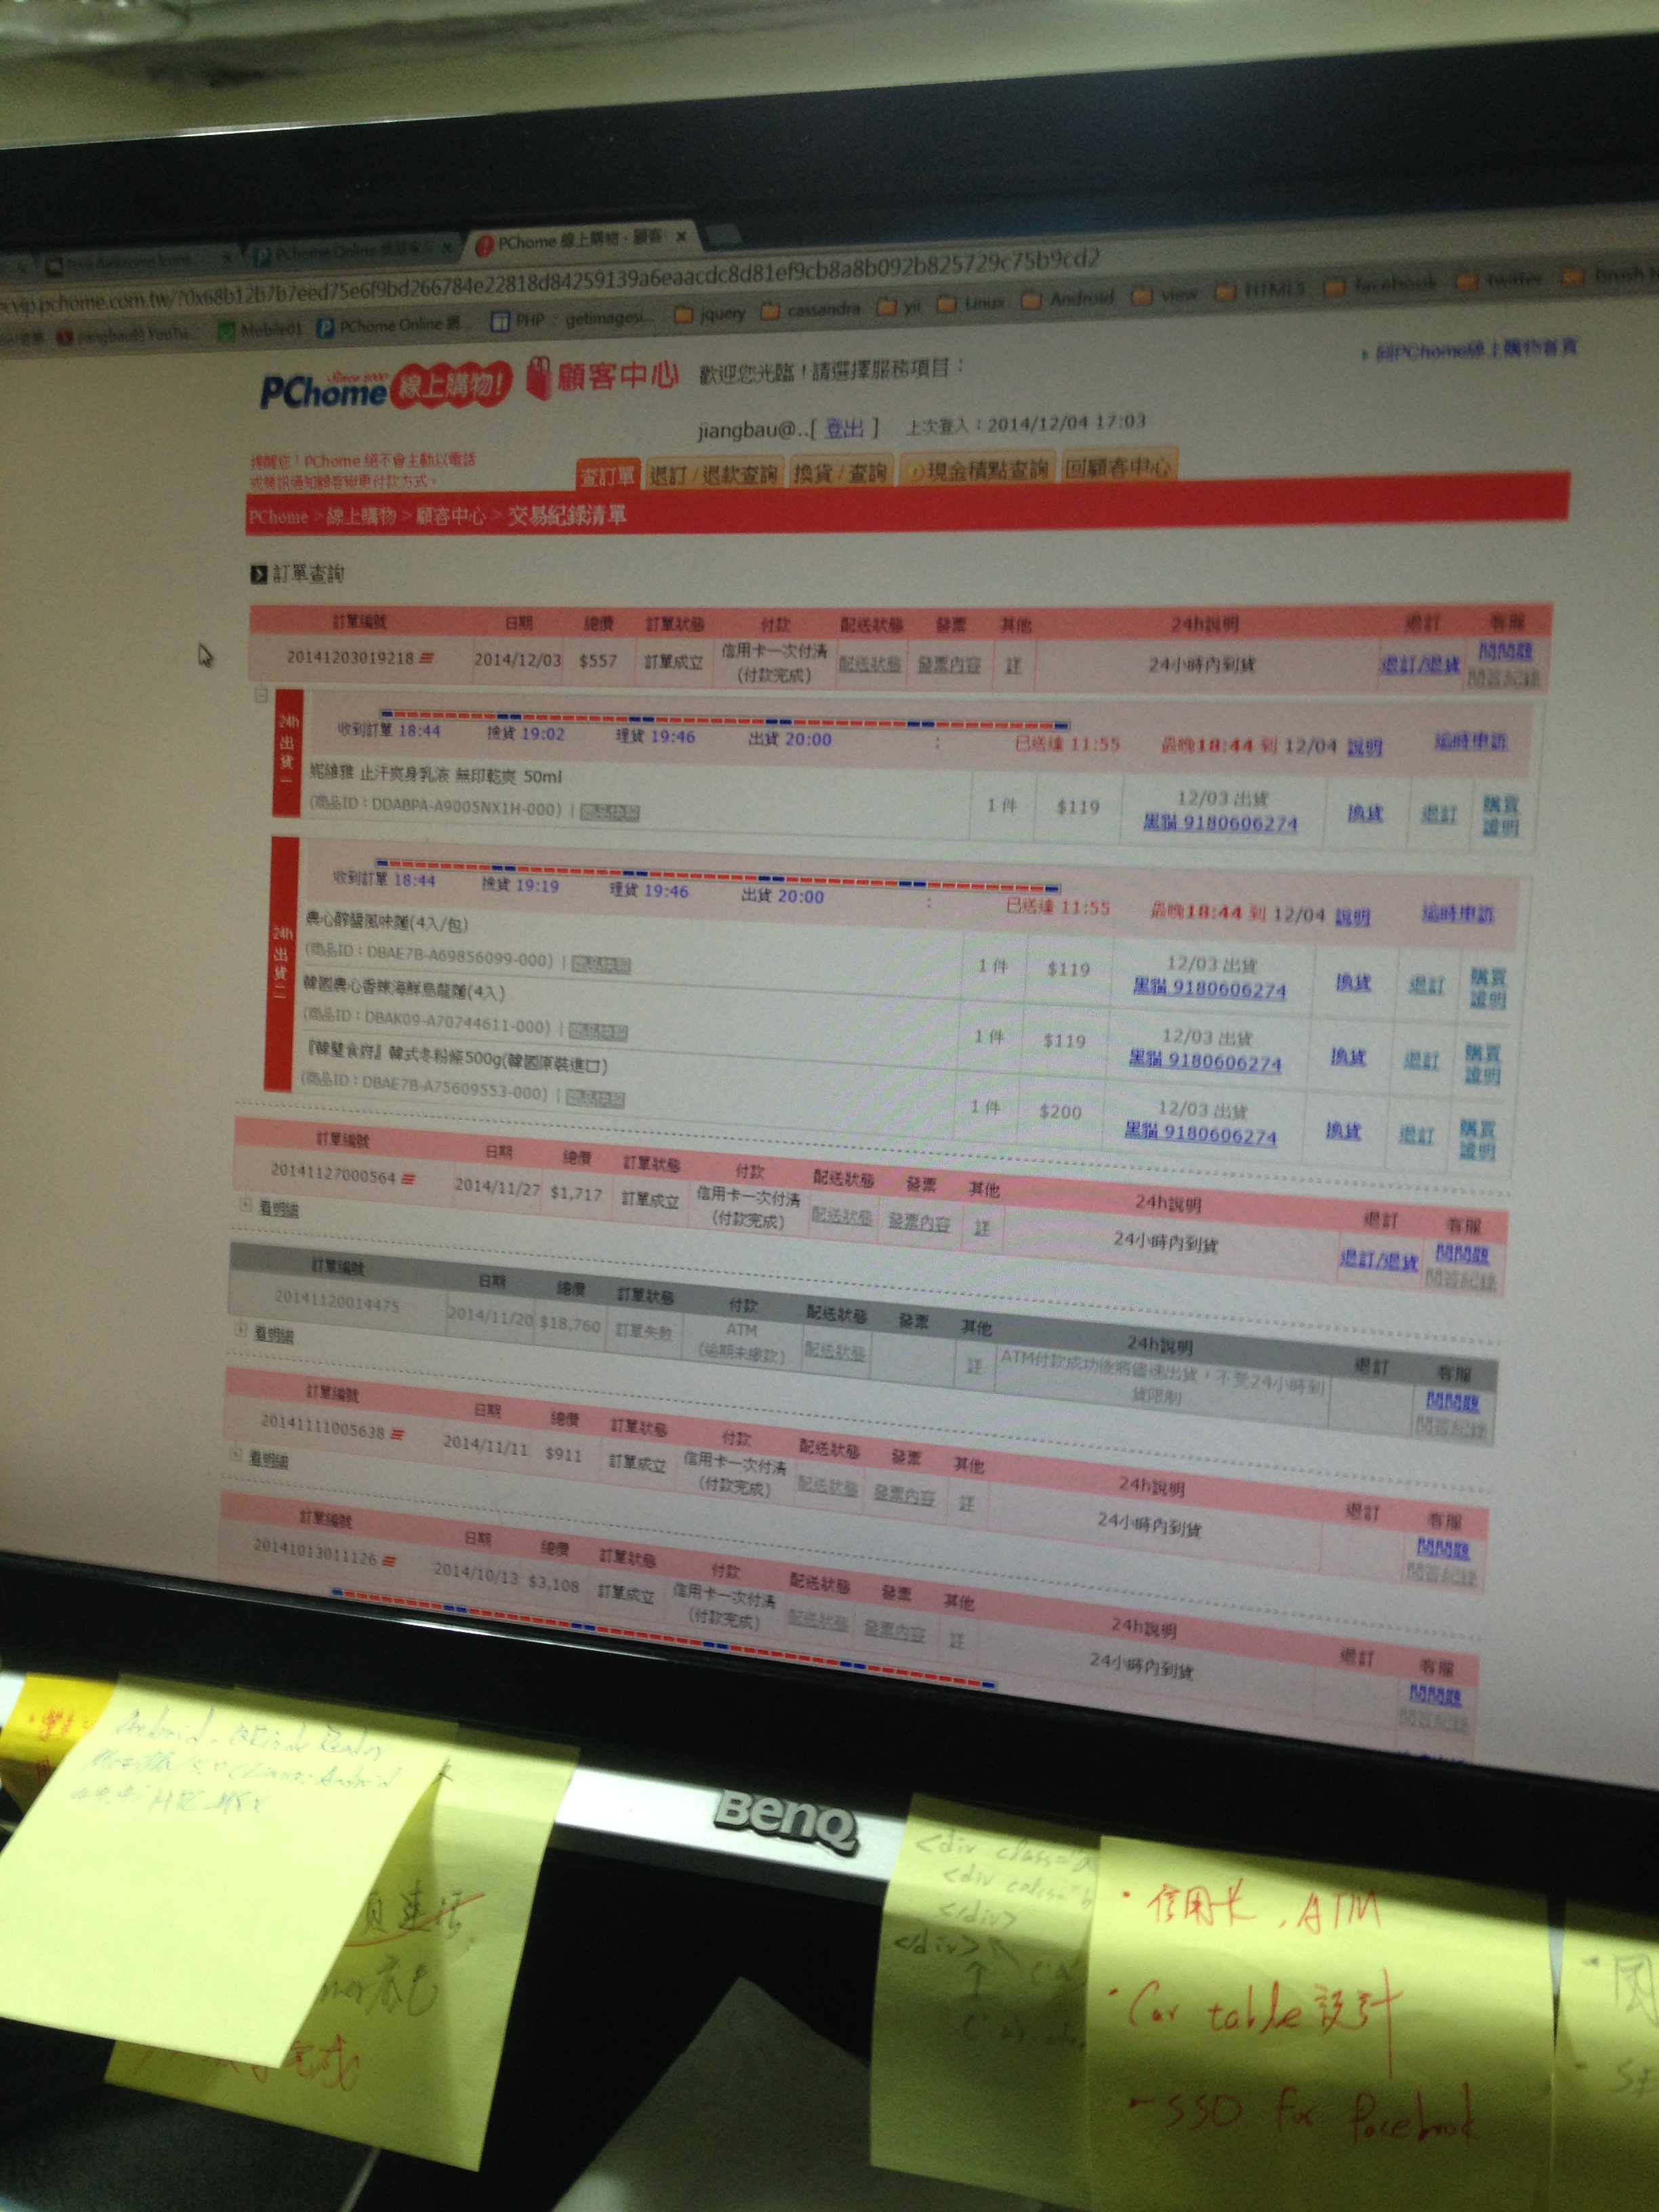 PChome Online
PChome 線上購物 - 顧客
cvip.pchome.com.tw/?0x68b12b7b7eed75e6f9bd266784e22818d84259139a6eaacdc8d81ef9cb8a8b092b825729c75b9cd2
jiangbau的 YouTu... Mobile01 PChome Online 網... PHP : getimagesi... jquery cassandra yii Linux Android view HTML5 facebook twitter
回PChome線上購物首頁
PChome Since 2000 線上購物! 顧客中心 歡迎您光臨!請選擇服務項目:
jiangbau@..[ 登出 ] 上次登入:2014/12/04 17:03
提醒您!PChome 絕不會主動以電話
或簡訊通知顧客變更付款方式。
查訂單 退訂 / 退款查詢 換貨 / 查詢 現金積點查詢 回顧客中心
PChome > 線上購物 > 顧客中心 > 交易紀錄清單
訂單查詢
訂單編號 日期 總價 訂單狀態 付款 配送狀態 發票 其他 24h說明 退訂 客服
20141203019218 2014/12/03 $557 訂單成立 信用卡一次付清 (付款完成) 配送狀態 發票內容 詳 24小時內到貨 退訂/退貨 問問題 問答紀錄
24h出貨一
收到訂單 18:44 撿貨 19:02 理貨 19:46 出貨 20:00 : 已送達 11:55 最晚18:44 到 12/04 說明 逾時申訴
妮維雅 止汗爽身乳液 無印乾爽 50ml
(商品ID:DDABPA-A9005NX1H-000) | 商品快照 1 件 $119 12/03 出貨 黑貓 9180606274 換貨 退訂 購買證明
24h出貨二
收到訂單 18:44 撿貨 19:19 理貨 19:46 出貨 20:00 : 已送達 11:55 最晚18:44 到 12/04 說明 逾時申訴
農心炸醬風味麵(4入/包)
(商品ID:DBAE7B-A69856099-000) | 商品快照 1 件 $119 12/03 出貨 黑貓 9180606274 換貨 退訂 購買證明
韓國農心香辣海鮮烏龍麵(4入)
(商品ID:DBAK09-A70744611-000) | 商品快照 1 件 $119 12/03 出貨 黑貓 9180606274 換貨 退訂 購買證明
『韓璧食府』韓式冬粉條500g(韓國原裝進口)
(商品ID:DBAE7B-A75609553-000) | 商品快照 1 件 $200 12/03 出貨 黑貓 9180606274 換貨 退訂 購買證明
訂單編號 日期 總價 訂單狀態 付款 配送狀態 發票 其他 24h說明 退訂 客服
20141127000564 2014/11/27 $1,717 訂單成立 信用卡一次付清 (付款完成) 配送狀態 發票內容 詳 24小時內到貨 退訂/退貨 問問題 問答紀錄
看明細
訂單編號 日期 總價 訂單狀態 付款 配送狀態 發票 其他 24h說明 退訂 客服
20141120014475 2014/11/20 $18,760 訂單失敗 ATM (逾期未繳款) 配送狀態 詳 ATM付款成功後將儘速出貨,不受24小時到貨限制 問問題 問答紀錄
看明細
訂單編號 日期 總價 訂單狀態 付款 配送狀態 發票 其他 24h說明 退訂 客服
20141111005638 2014/11/11 $911 訂單成立 信用卡一次付清 (付款完成) 配送狀態 發票內容 詳 24小時內到貨 問問題 問答紀錄
看明細
訂單編號 日期 總價 訂單狀態 付款 配送狀態 發票 其他 24h說明 退訂 客服
20141013011126 2014/10/13 $3,108 訂單成立 信用卡一次付清 (付款完成) 配送狀態 發票內容 詳 24小時內到貨 問問題 問答紀錄
BenQ
Android
Android
完成
<div class="a
<div calss="b
</div>
</div>
・信用卡,ATM
・Car table 設計
- SSO for Facebook